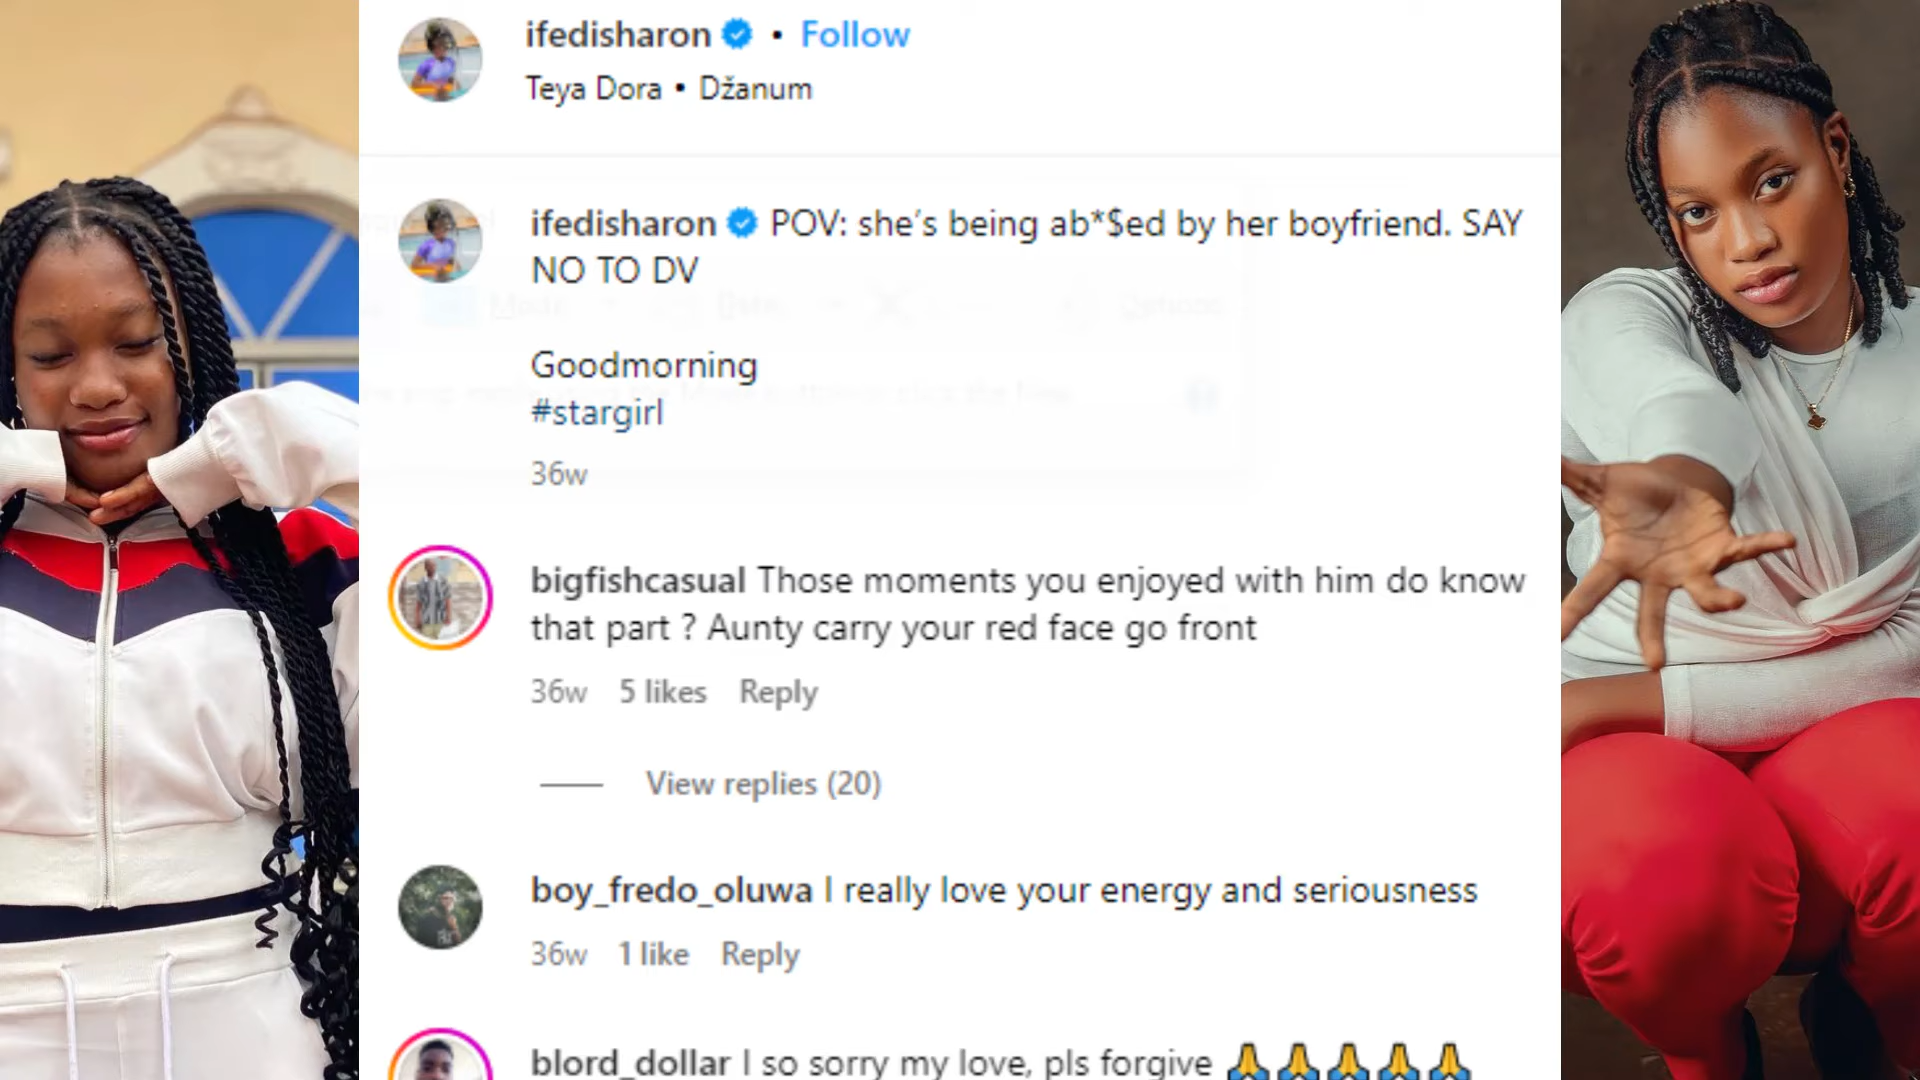 ifedisharon • Follow
Teya Dora • Džanum
ifedisharon POV: she's being ab*$ed by her boyfriend. SAY
NO TO DV
Goodmorning
#stargirl
36w
bigfishcasual Those moments you enjoyed with him do know
that part ? Aunty carry your red face go front
36w 5 likes Reply
View replies (20)
boy_fredo_oluwa I really love your energy and seriousness
36w 1 like Reply
blord_dollar I so sorry my love, pls forgive 🙏🙏🙏🙏🙏